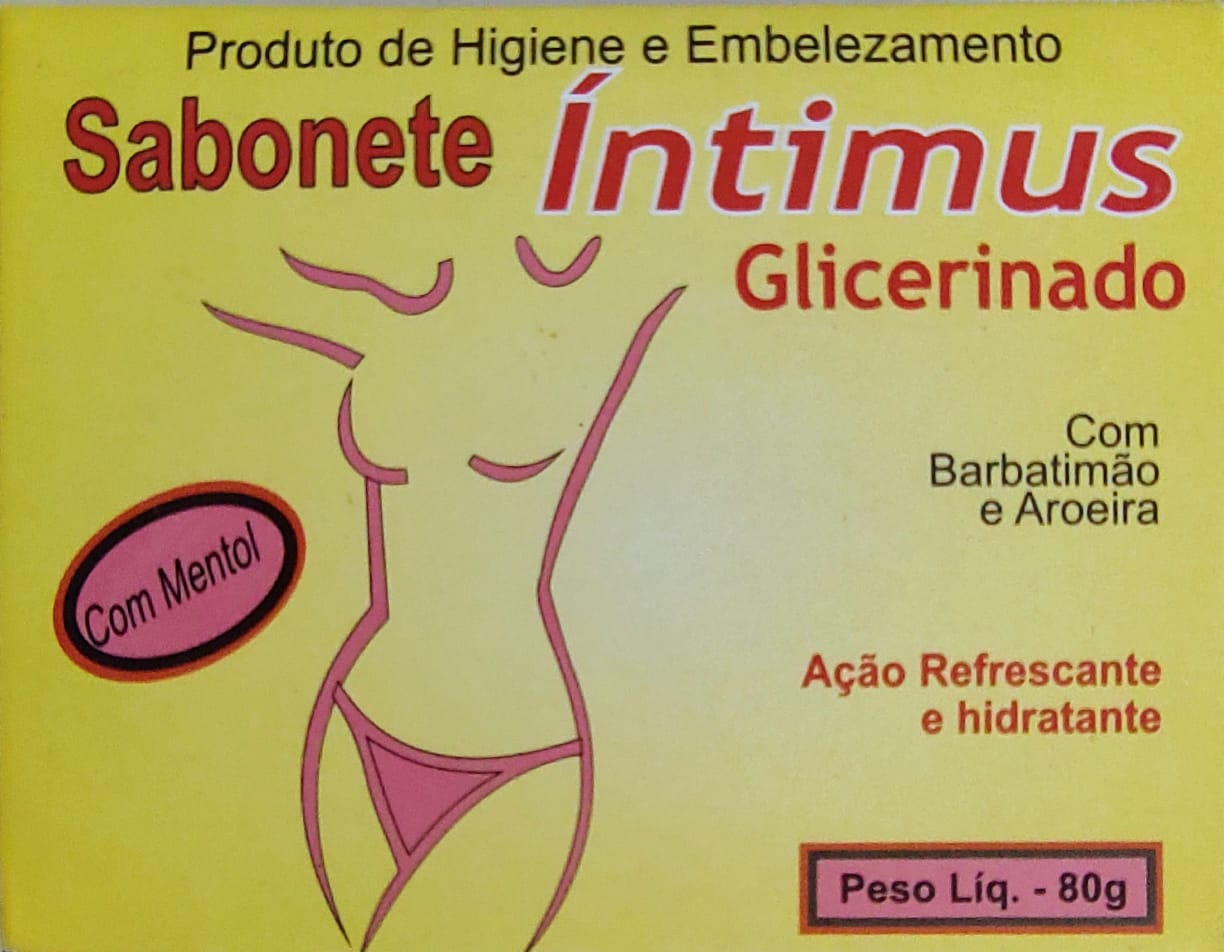 Produto de Higiene e Embelezamento
Sabonete Íntimus
Glicerinado
Com
Barbatimão
e Aroeira
Com Mentol
Ação Refrescante
e hidratante
Peso Líq. - 80g